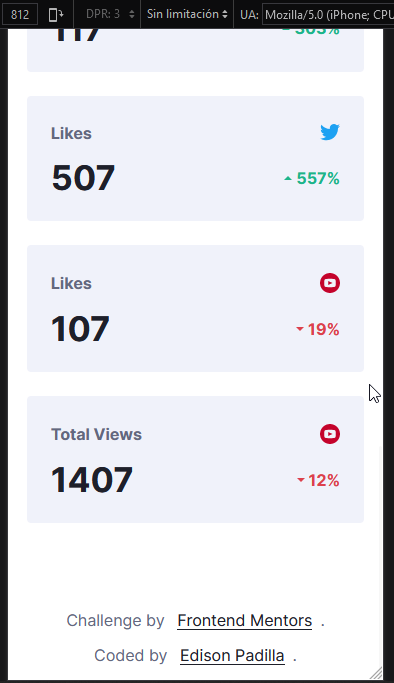 812 DPR: 3 Sin limitación UA: Mozilla/5.0 (iPhone; CPU
117 303%
Likes
507 557%
Likes
107 19%
Total Views
1407 12%
Challenge by Frontend Mentors .
Coded by Edison Padilla .